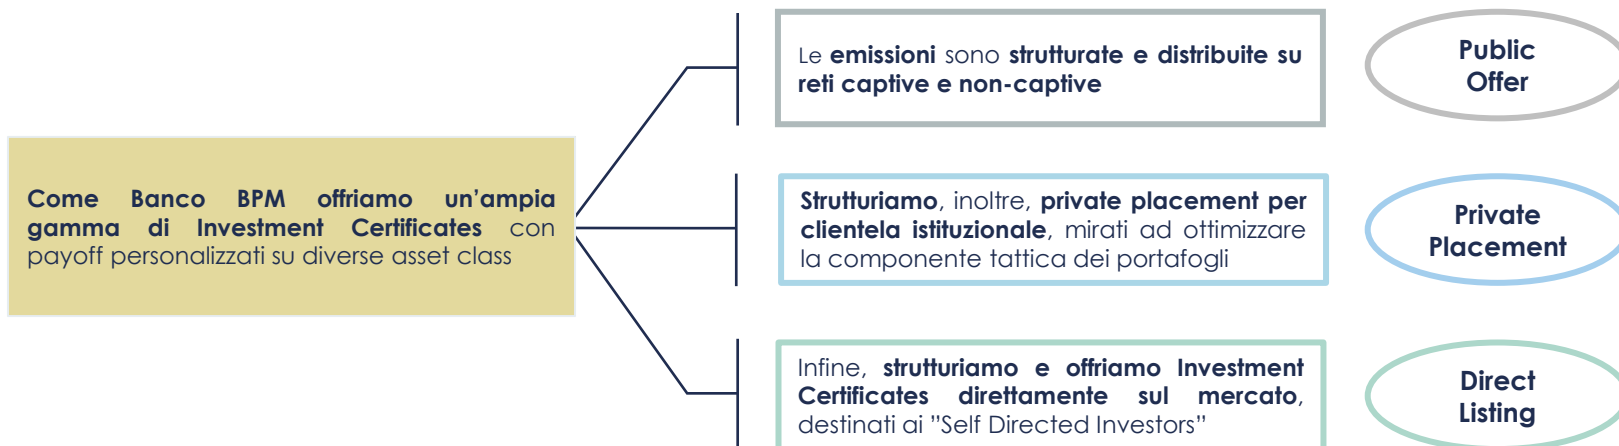 Le emissioni sono strutturate e distribuite su
reti captive e non-captive
Public
Offer
Come Banco BPM offriamo un'ampia
gamma di Investment Certificates con
payoff personalizzati su diverse asset class
Strutturiamo, inoltre, private placement per
clientela istituzionale, mirati ad ottimizzare
la componente tattica dei portafogli
Private
Placement
Infine, strutturiamo e offriamo Investment
Certificates direttamente sul mercato,
destinati ai ”Self Directed Investors”
Direct
Listing